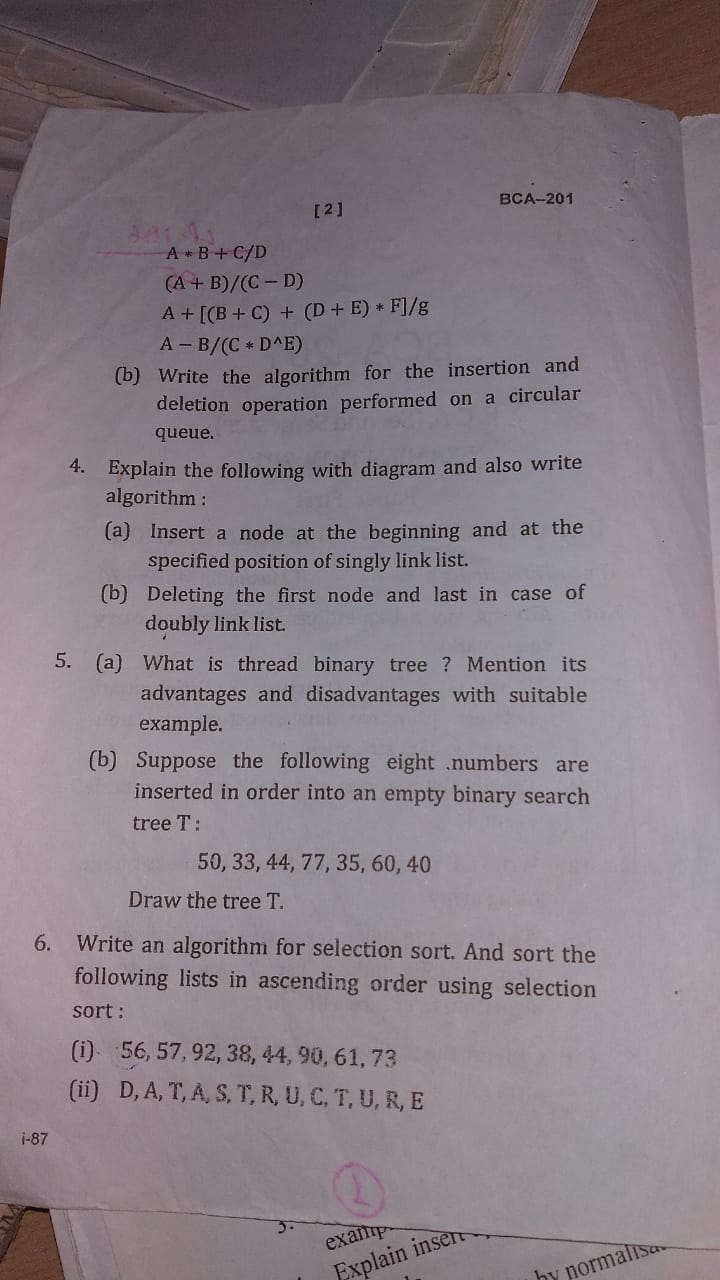 [2]
BCA–201
A * B + C/D
(A + B)/(C – D)
A + [(B + C) + (D + E) * F]/g
A – B/(C * D^E)
(b) Write the algorithm for the insertion and
deletion operation performed on a circular
queue.
4. Explain the following with diagram and also write
algorithm :
(a) Insert a node at the beginning and at the
specified position of singly link list.
(b) Deleting the first node and last in case of
doubly link list.
5. (a) What is thread binary tree ? Mention its
advantages and disadvantages with suitable
example.
(b) Suppose the following eight .numbers are
inserted in order into an empty binary search
tree T :
50, 33, 44, 77, 35, 60, 40
Draw the tree T.
6. Write an algorithm for selection sort. And sort the
following lists in ascending order using selection
sort :
(i) 56, 57, 92, 38, 44, 90, 61, 73
(ii) D, A, T, A, S, T, R, U, C, T, U, R, E
i-87
3.
Explain
by